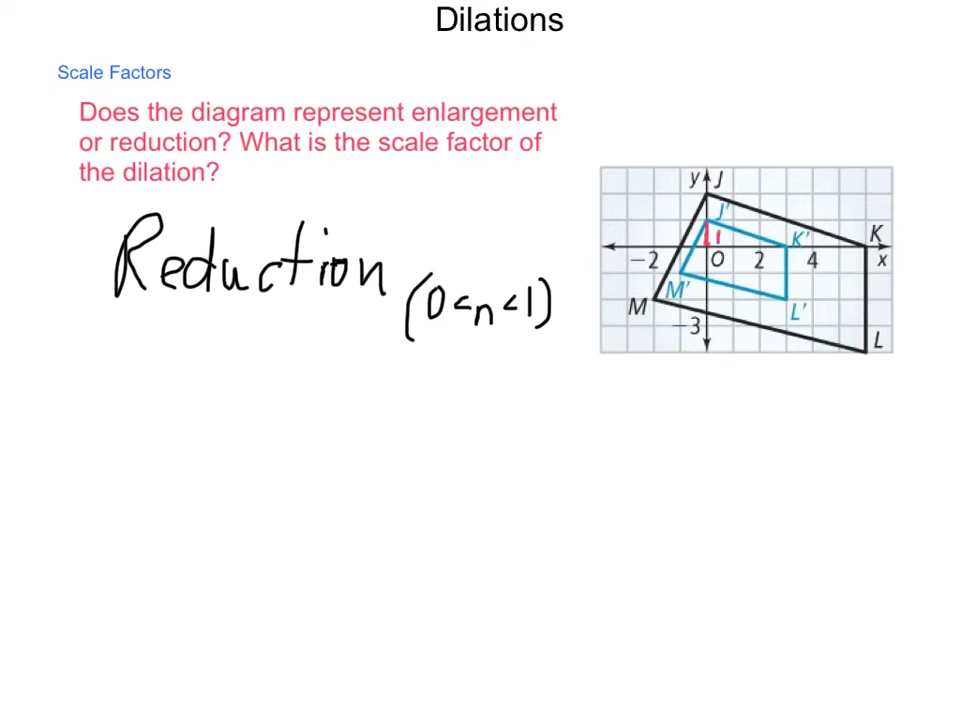 Dilations
Scale Factors
Does the diagram represent enlargement
or reduction? What is the scale factor of
the dilation?
Reduction
(0<n<1)
y J
J'
1
K' K
-2 O 2 4 x
M'
M L'
-3
L